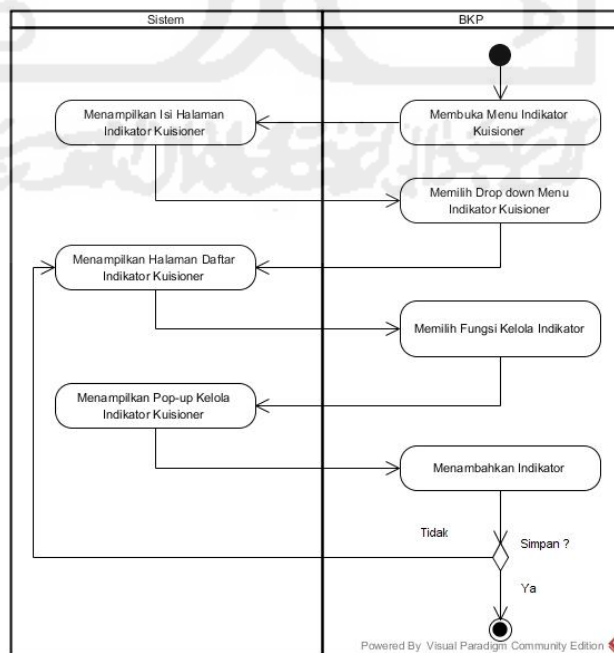 Sistem
BKP
Membuka Menu Indikator
Kuisioner
Menampilkan Isi Halaman
Indikator Kuisioner
Memilih Drop down Menu
Indikator Kuisioner
Menampilkan Halaman Daftar
Indikator Kuisioner
Memilih Fungsi Kelola Indikator
Menampilkan Pop-up Kelola
Indikator Kuisioner
Menambahkan Indikator
Tidak
Simpan ?
Ya
Powered By Visual Paradigm Community Edition